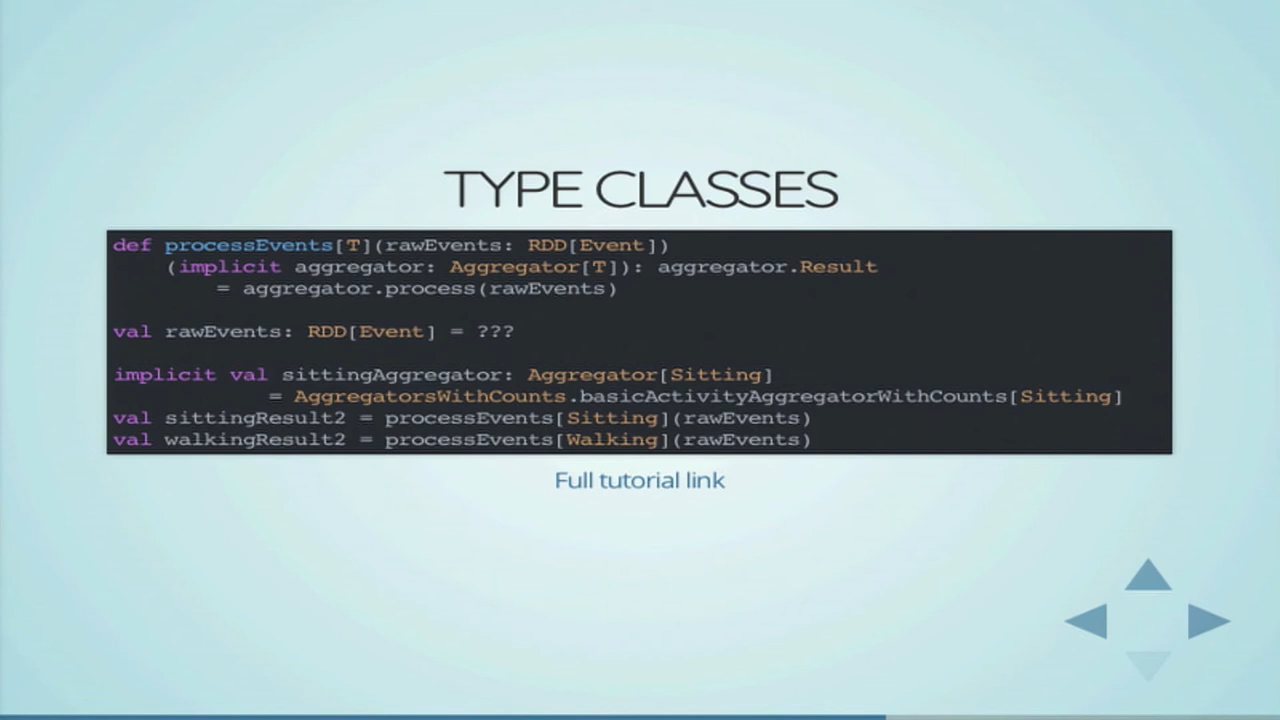 TYPE CLASSES
def processEvents[T](rawEvents: RDD[Event])
(implicit aggregator: Aggregator[T]): aggregator.Result
= aggregator.process(rawEvents)
val rawEvents: RDD[Event] = ???
implicit val sittingAggregator: Aggregator[Sitting]
= AggregatorsWithCounts.basicActivityAggregatorWithCounts[Sitting]
val sittingResult2 = processEvents[Sitting](rawEvents)
val walkingResult2 = processEvents[Walking](rawEvents)
Full tutorial link